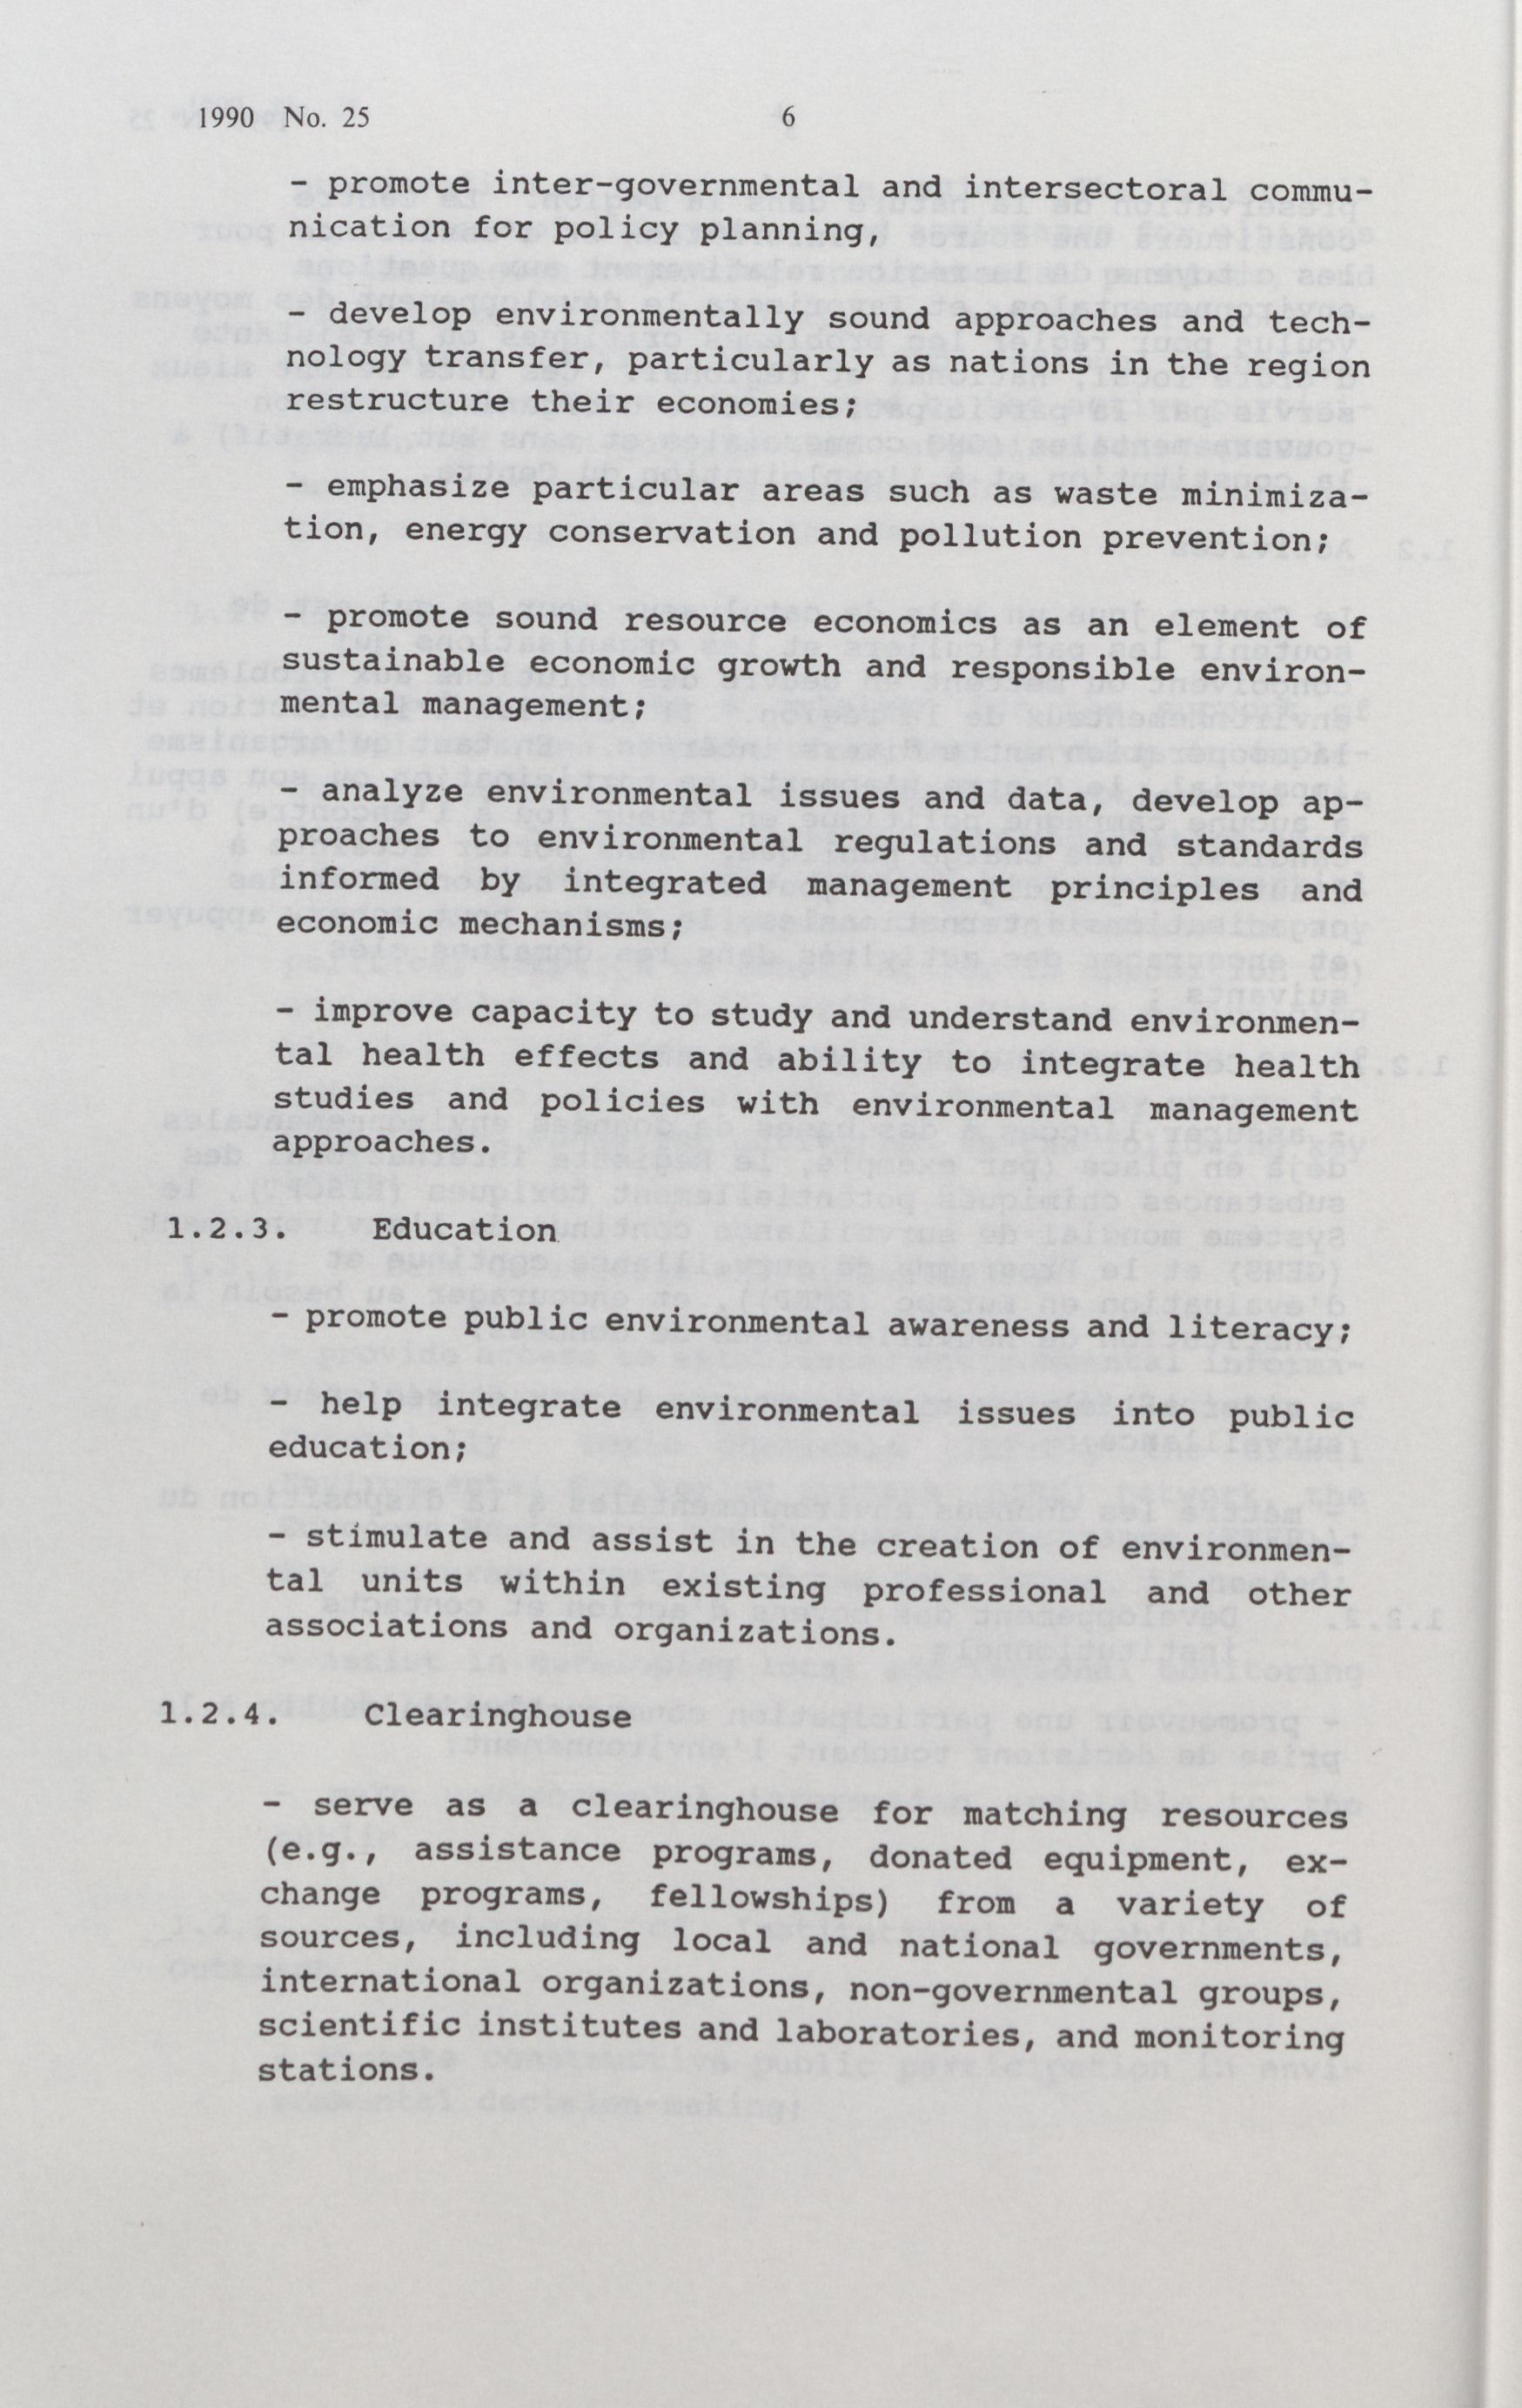 1990 No. 25
6
- promote inter-governmental and intersectoral commu-
nication for policy planning,
- develop environmentally sound approaches and tech-
nology transfer, particularly as nations in the region
restructure their economies;
- emphasize particular areas such as waste minimiza-
tion, energy conservation and pollution prevention;
- promote sound resource economics as an element of
sustainable economic growth and responsible environ-
mental management;
- analyze environmental issues and data, develop ap-
proaches to environmental regulations and standards
informed by integrated management principles and
economic mechanisms;
- improve capacity to study and understand environmen-
tal health effects and ability to integrate health
studies and policies with environmental management
approaches.
1.2.3. Education
- promote public environmental awareness and literacy;
- help integrate environmental issues into public
education;
- stimulate and assist in the creation of environmen-
tal units within existing professional and other
associations and organizations.
1.2.4. Clearinghouse
- serve as a clearinghouse for matching resources
(e.g., assistance programs, donated equipment, ex-
change programs, fellowships) from a variety of
sources, including local and national governments,
international organizations, non-governmental groups,
scientific institutes and laboratories, and monitoring
stations.